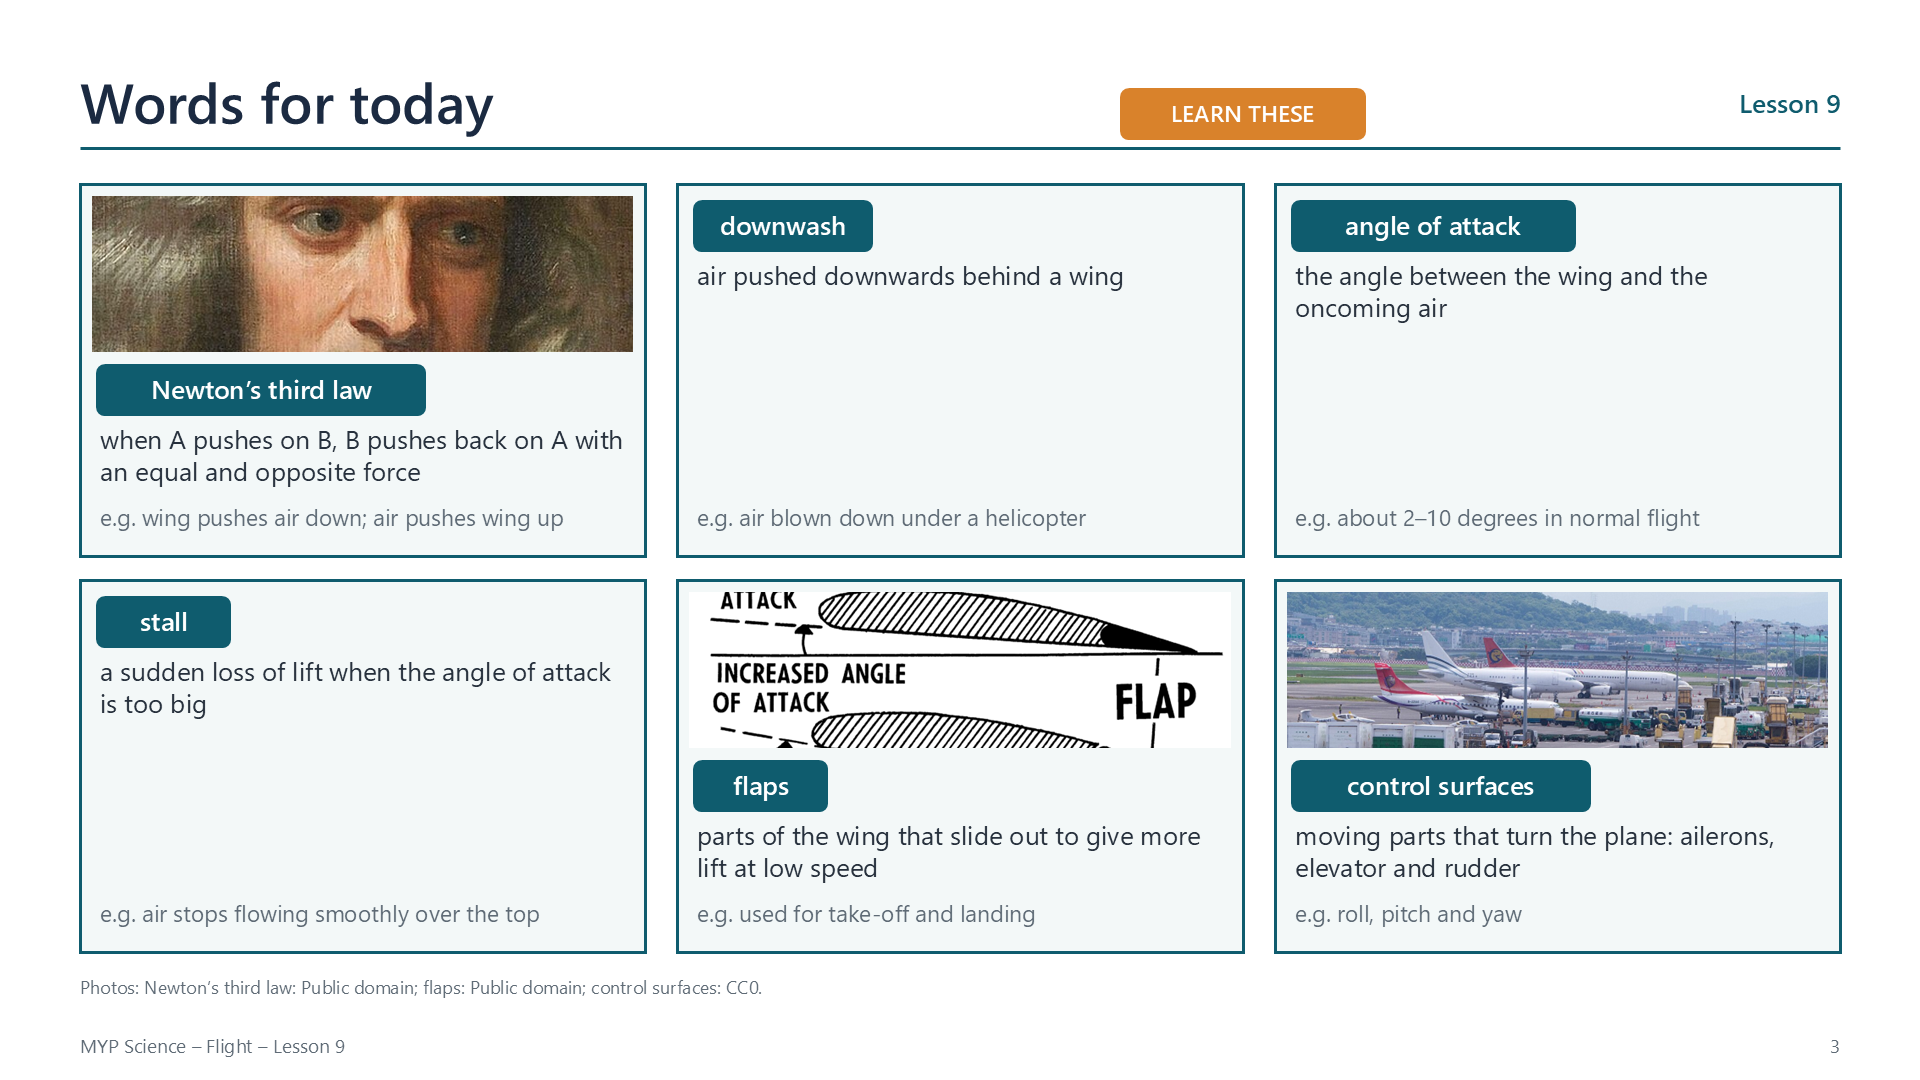 Words for today
LEARN THESE
Lesson 9
Newton’s third law
when A pushes on B, B pushes back on A with
an equal and opposite force
e.g. wing pushes air down; air pushes wing up
downwash
air pushed downwards behind a wing
e.g. air blown down under a helicopter
angle of attack
the angle between the wing and the
oncoming air
e.g. about 2–10 degrees in normal flight
stall
a sudden loss of lift when the angle of attack
is too big
e.g. air stops flowing smoothly over the top
ATTACK
INCREASED ANGLE
OF ATTACK
FLAP
flaps
parts of the wing that slide out to give more
lift at low speed
e.g. used for take-off and landing
control surfaces
moving parts that turn the plane: ailerons,
elevator and rudder
e.g. roll, pitch and yaw
Photos: Newton’s third law: Public domain; flaps: Public domain; control surfaces: CC0.
MYP Science – Flight – Lesson 9
3